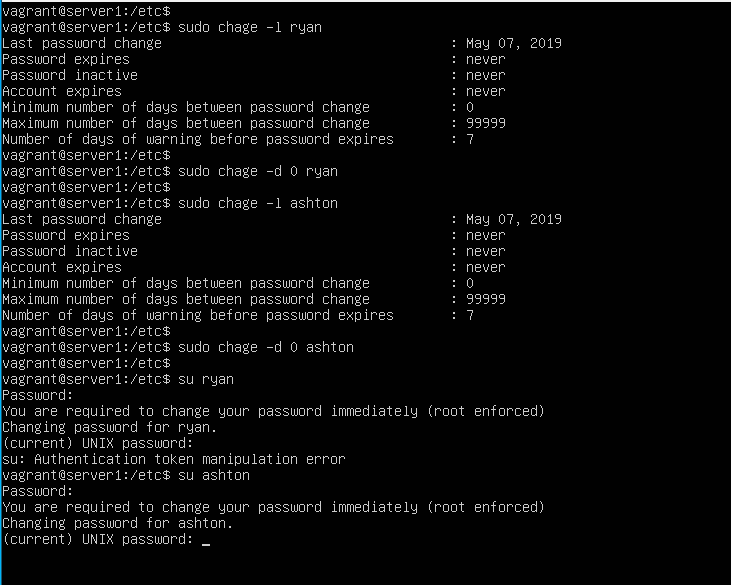 vagrant@server1:/etc$
vagrant@server1:/etc$ sudo chage -l ryan
Last password change : May 07, 2019
Password expires : never
Password inactive : never
Account expires : never
Minimum number of days between password change : 0
Maximum number of days between password change : 99999
Number of days of warning before password expires : 7
vagrant@server1:/etc$
vagrant@server1:/etc$ sudo chage -d 0 ryan
vagrant@server1:/etc$
vagrant@server1:/etc$ sudo chage -l ashton
Last password change : May 07, 2019
Password expires : never
Password inactive : never
Account expires : never
Minimum number of days between password change : 0
Maximum number of days between password change : 99999
Number of days of warning before password expires : 7
vagrant@server1:/etc$
vagrant@server1:/etc$ sudo chage -d 0 ashton
vagrant@server1:/etc$
vagrant@server1:/etc$ su ryan
Password:
You are required to change your password immediately (root enforced)
Changing password for ryan.
(current) UNIX password:
su: Authentication token manipulation error
vagrant@server1:/etc$ su ashton
Password:
You are required to change your password immediately (root enforced)
Changing password for ashton.
(current) UNIX password: _